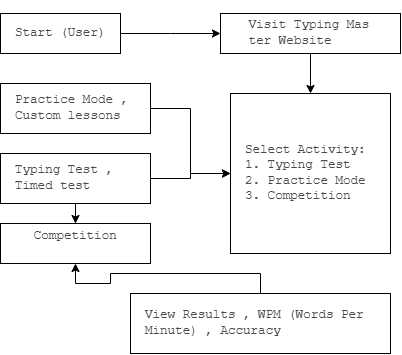 Start (User)
Visit Typing Mas
ter Website
Practice Mode ,
Custom lessons
Select Activity:
1. Typing Test
2. Practice Mode
3. Competition
Typing Test ,
Timed test
Competition
View Results , WPM (Words Per
Minute) , Accuracy